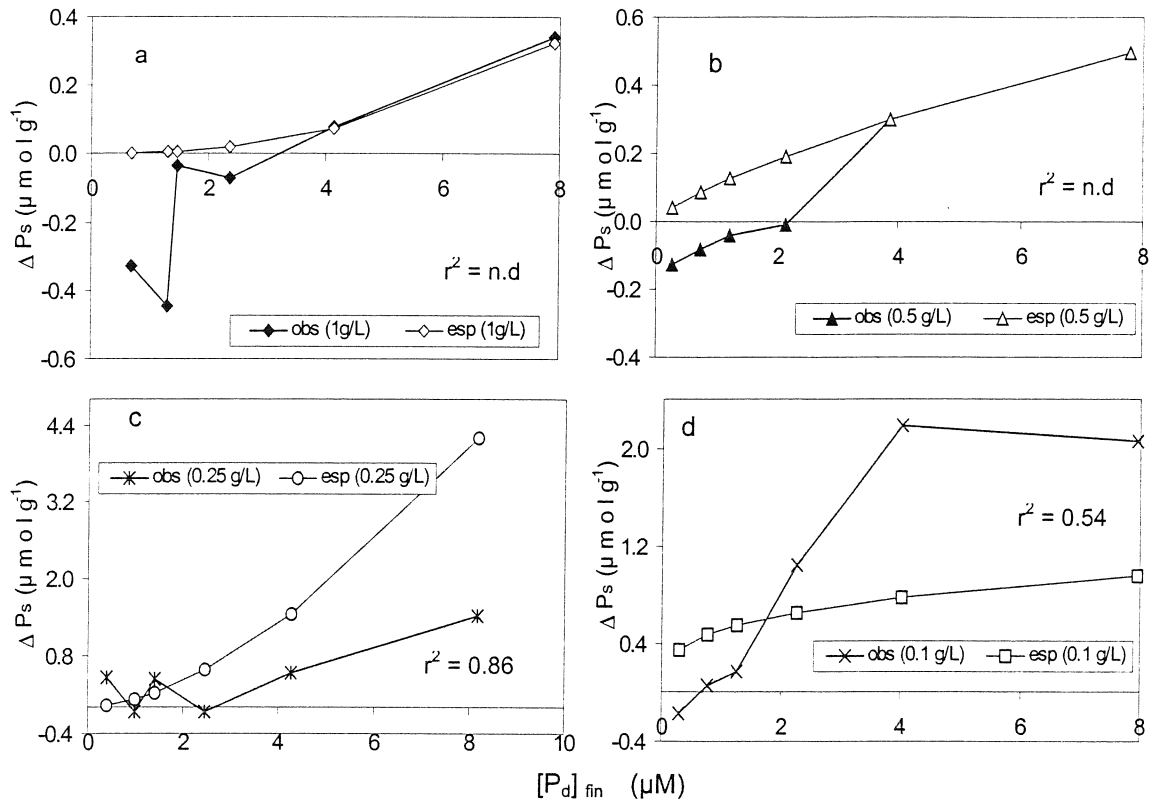 a
0.4
0.2
0.0
-0.2
-0.4
-0.6
0 2 4 6 8
Δ Ps (µ m o l g-1)
r2 = n.d
obs (1g/L) esp (1g/L)
b
0.6
0.4
0.2
0.0
-0.2
-0.4
0 2 4 6 8
Δ Ps (µ m o l g-1)
r2 = n.d
obs (0.5 g/L) esp (0.5 g/L)
c
4.4
3.2
2.0
0.8
-0.4
0 2 4 6 8 10
Δ Ps (µ m o l g-1)
r2 = 0.86
obs (0.25 g/L) esp (0.25 g/L)
d
2.0
1.2
0.4
-0.4
0 2 4 6 8
Δ Ps (µ m o l g-1)
r2 = 0.54
obs (0.1 g/L) esp (0.1 g/L)
[Pd] fin (µM)